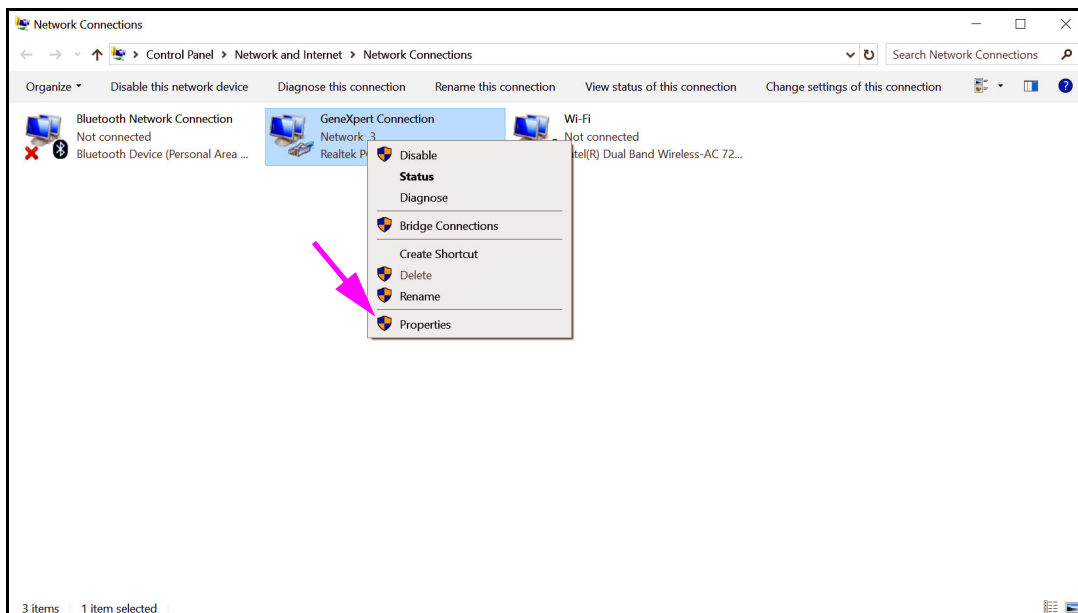 Network Connections
Control Panel > Network and Internet > Network Connections
Search Network Connections
Organize Disable this network device Diagnose this connection Rename this connection View status of this connection Change settings of this connection
Bluetooth Network Connection
Not connected
Bluetooth Device (Personal Area ...
GeneXpert Connection
Network 3
Realtek
Wi-Fi
Not connected
Dual Band Wireless-AC 72...
Disable
Status
Diagnose
Bridge Connections
Create Shortcut
Delete
Rename
Properties
3 items 1 item selected